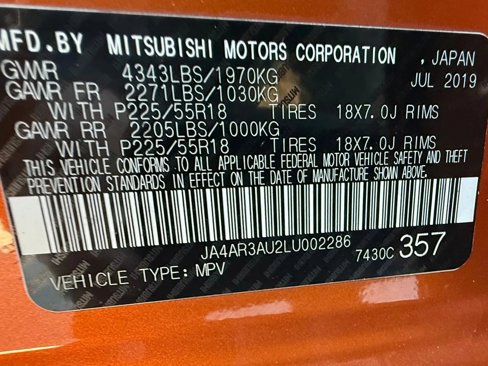 MFD.BY MITSUBISHI MOTORS CORPORATION , JAPAN
GVWR 4343LBS/1970KG JUL 2019
GAWR FR 2271LBS/1030KG
WITH P225/55R18 TIRES 18X7.0J RIMS
GAWR RR 2205LBS/1000KG
WITH P225/55R18 TIRES 18X7.0J RIMS
THIS VEHICLE CONFORMS TO ALL APPLICABLE FEDERAL MOTOR VEHICLE SAFETY AND THEFT
PREVENTION STANDARDS IN EFFECT ON THE DATE OF MANUFACTURE SHOWN ABOVE.
JA4AR3AU2LU002286
7430C 357
VEHICLE TYPE: MPV